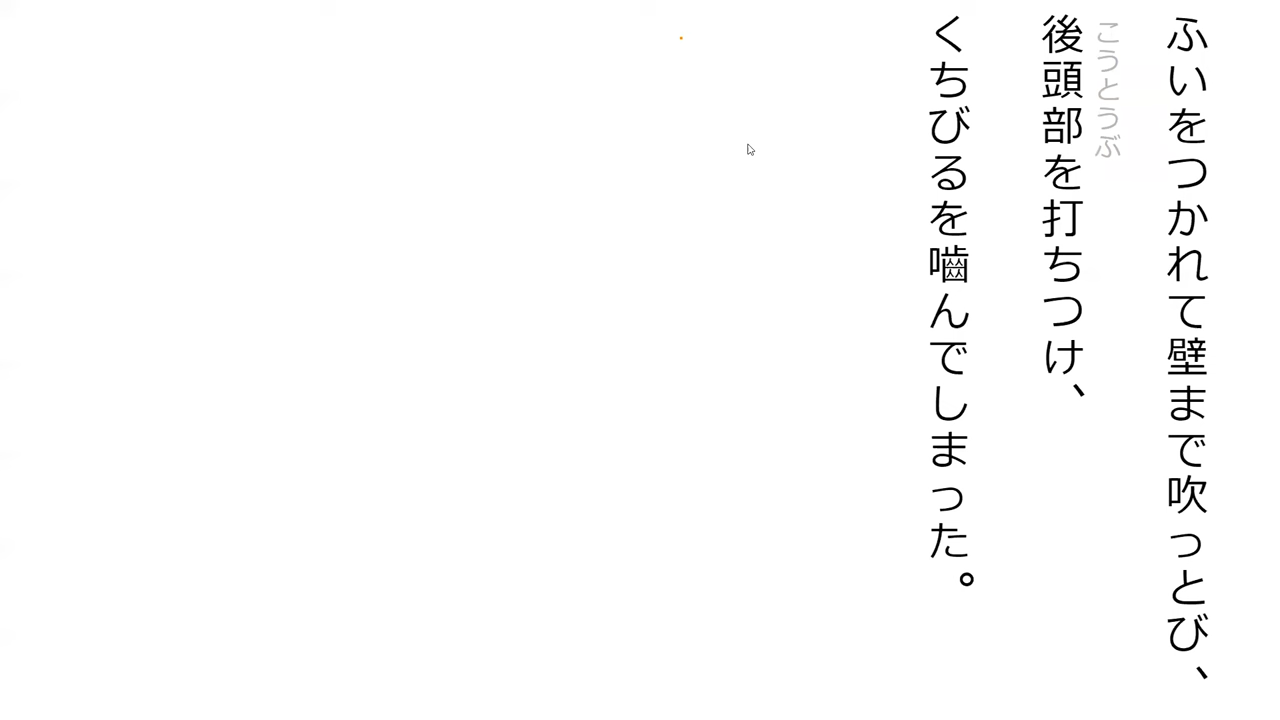 ふいをつかれて壁まで吹っとび、
こうとうぶ
後頭部を打ちつけ、
くちびるを嚙んでしまった。